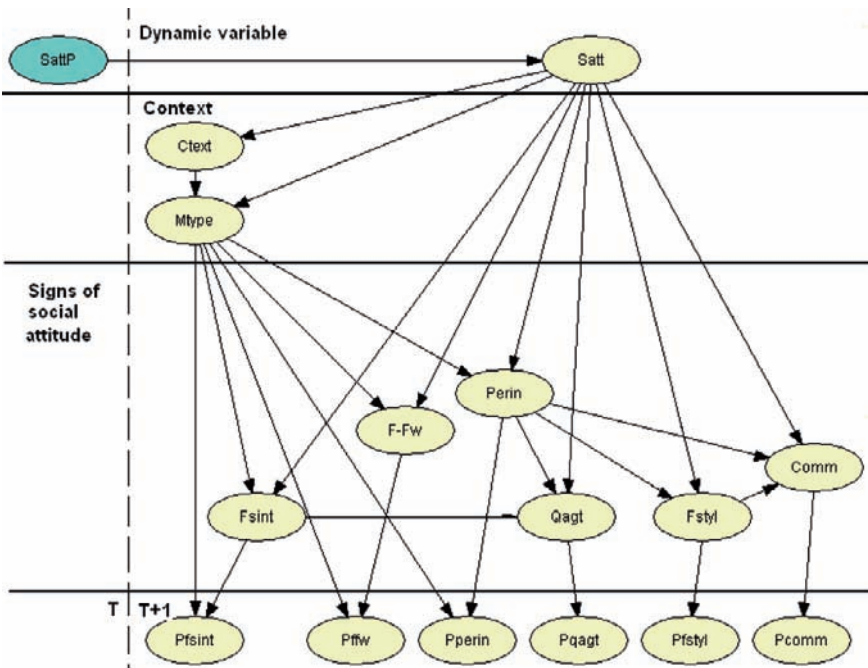 Dynamic variable
SattP
Satt
Context
Ctext
Mtype
Signs of
social
attitude
Perin
F-Fw
Comm
Fsint
Qagt
Fstyl
T
T+1
Pfsint
Pffw
Pperin
Pqagt
Pfstyl
Pcomm